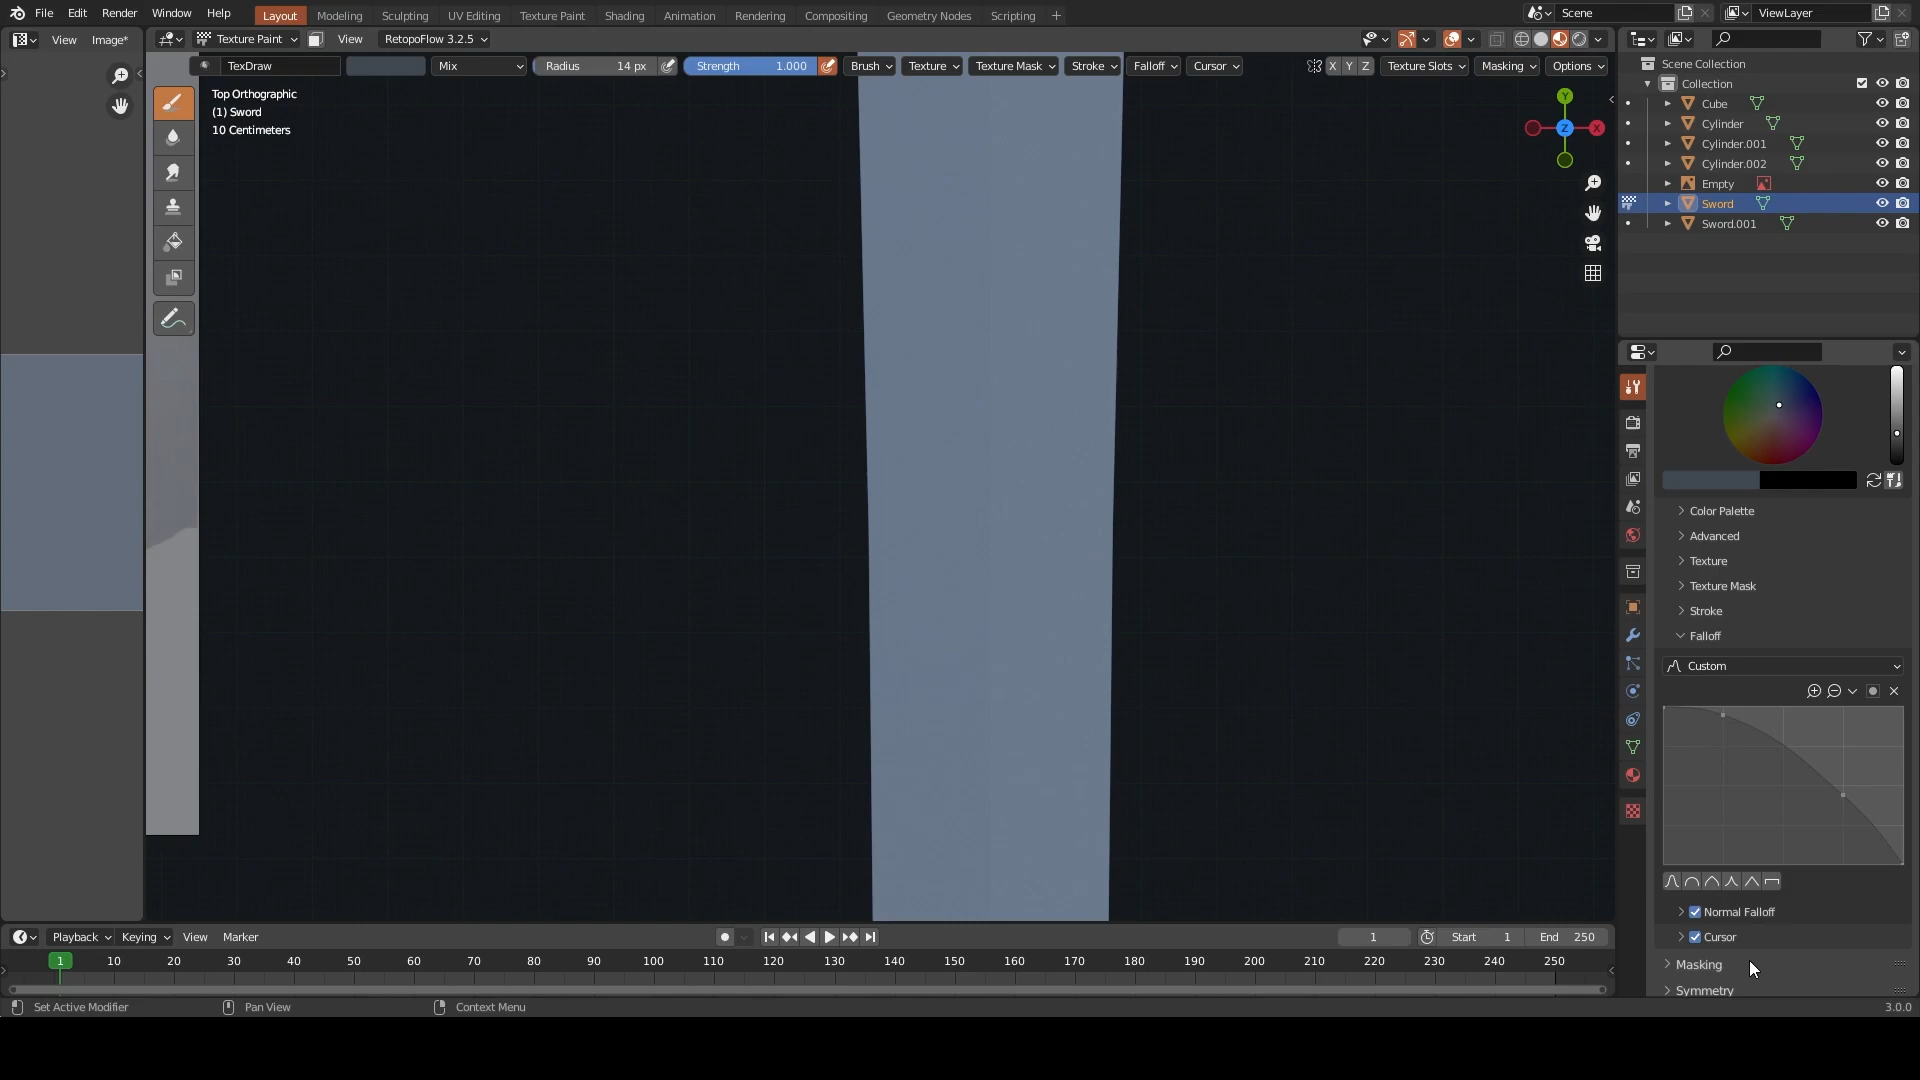 File Edit Render Window Help Layout Modeling Sculpting UV Editing Texture Paint Shading Animation Rendering Compositing Geometry Nodes Scripting + Scene ViewLayer
View Image* Texture Paint View RetopoFlow 3.2.5
TexDraw Mix Radius 14 px Strength 1.000 Brush Texture Texture Mask Stroke Falloff Cursor X Y Z Texture Slots Masking Options
Top Orthographic
(1) Sword
10 Centimeters
Y
Z
X
Scene Collection
Collection
Cube
Cylinder
Cylinder.001
Cylinder.002
Empty
Sword
Sword.001
Color Palette
Advanced
Texture
Texture Mask
Stroke
Falloff
Custom
Normal Falloff
Cursor
Masking
Symmetry
Playback Keying View Marker 1 Start 1 End 250
1 10 20 30 40 50 60 70 80 90 100 110 120 130 140 150 160 170 180 190 200 210 220 230 240 250
Set Active Modifier Pan View Context Menu 3.0.0